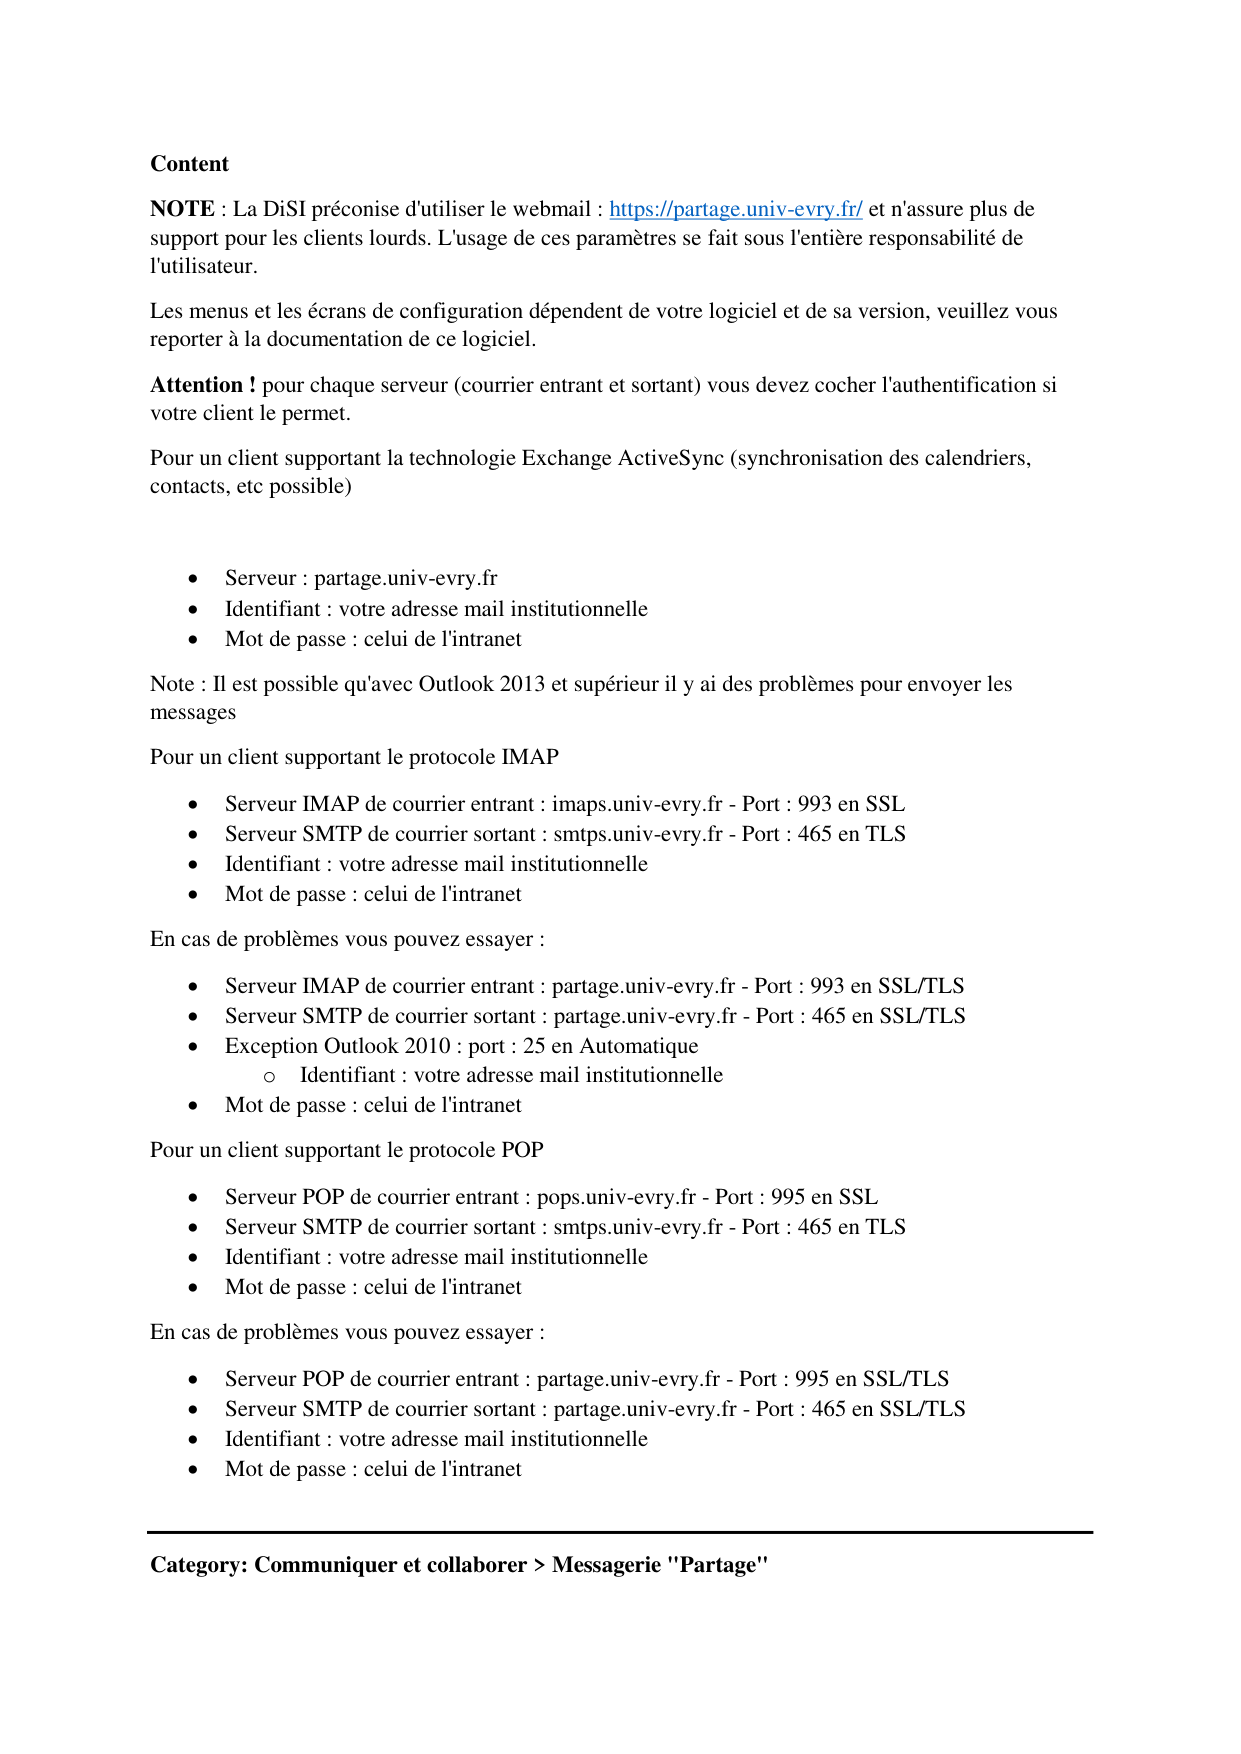 Content
NOTE : La DiSI préconise d'utiliser le webmail : https://partage.univ-evry.fr/ et n'assure plus de
support pour les clients lourds. L'usage de ces paramètres se fait sous l'entière responsabilité de
l'utilisateur.
Les menus et les écrans de configuration dépendent de votre logiciel et de sa version, veuillez vous
reporter à la documentation de ce logiciel.
Attention ! pour chaque serveur (courrier entrant et sortant) vous devez cocher l'authentification si
votre client le permet.
Pour un client supportant la technologie Exchange ActiveSync (synchronisation des calendriers,
contacts, etc possible)
• Serveur : partage.univ-evry.fr
• Identifiant : votre adresse mail institutionnelle
• Mot de passe : celui de l'intranet
Note : Il est possible qu'avec Outlook 2013 et supérieur il y ai des problèmes pour envoyer les
messages
Pour un client supportant le protocole IMAP
• Serveur IMAP de courrier entrant : imaps.univ-evry.fr - Port : 993 en SSL
• Serveur SMTP de courrier sortant : smtps.univ-evry.fr - Port : 465 en TLS
• Identifiant : votre adresse mail institutionnelle
• Mot de passe : celui de l'intranet
En cas de problèmes vous pouvez essayer :
• Serveur IMAP de courrier entrant : partage.univ-evry.fr - Port : 993 en SSL/TLS
• Serveur SMTP de courrier sortant : partage.univ-evry.fr - Port : 465 en SSL/TLS
• Exception Outlook 2010 : port : 25 en Automatique
o Identifiant : votre adresse mail institutionnelle
• Mot de passe : celui de l'intranet
Pour un client supportant le protocole POP
• Serveur POP de courrier entrant : pops.univ-evry.fr - Port : 995 en SSL
• Serveur SMTP de courrier sortant : smtps.univ-evry.fr - Port : 465 en TLS
• Identifiant : votre adresse mail institutionnelle
• Mot de passe : celui de l'intranet
En cas de problèmes vous pouvez essayer :
• Serveur POP de courrier entrant : partage.univ-evry.fr - Port : 995 en SSL/TLS
• Serveur SMTP de courrier sortant : partage.univ-evry.fr - Port : 465 en SSL/TLS
• Identifiant : votre adresse mail institutionnelle
• Mot de passe : celui de l'intranet
Category: Communiquer et collaborer > Messagerie "Partage"